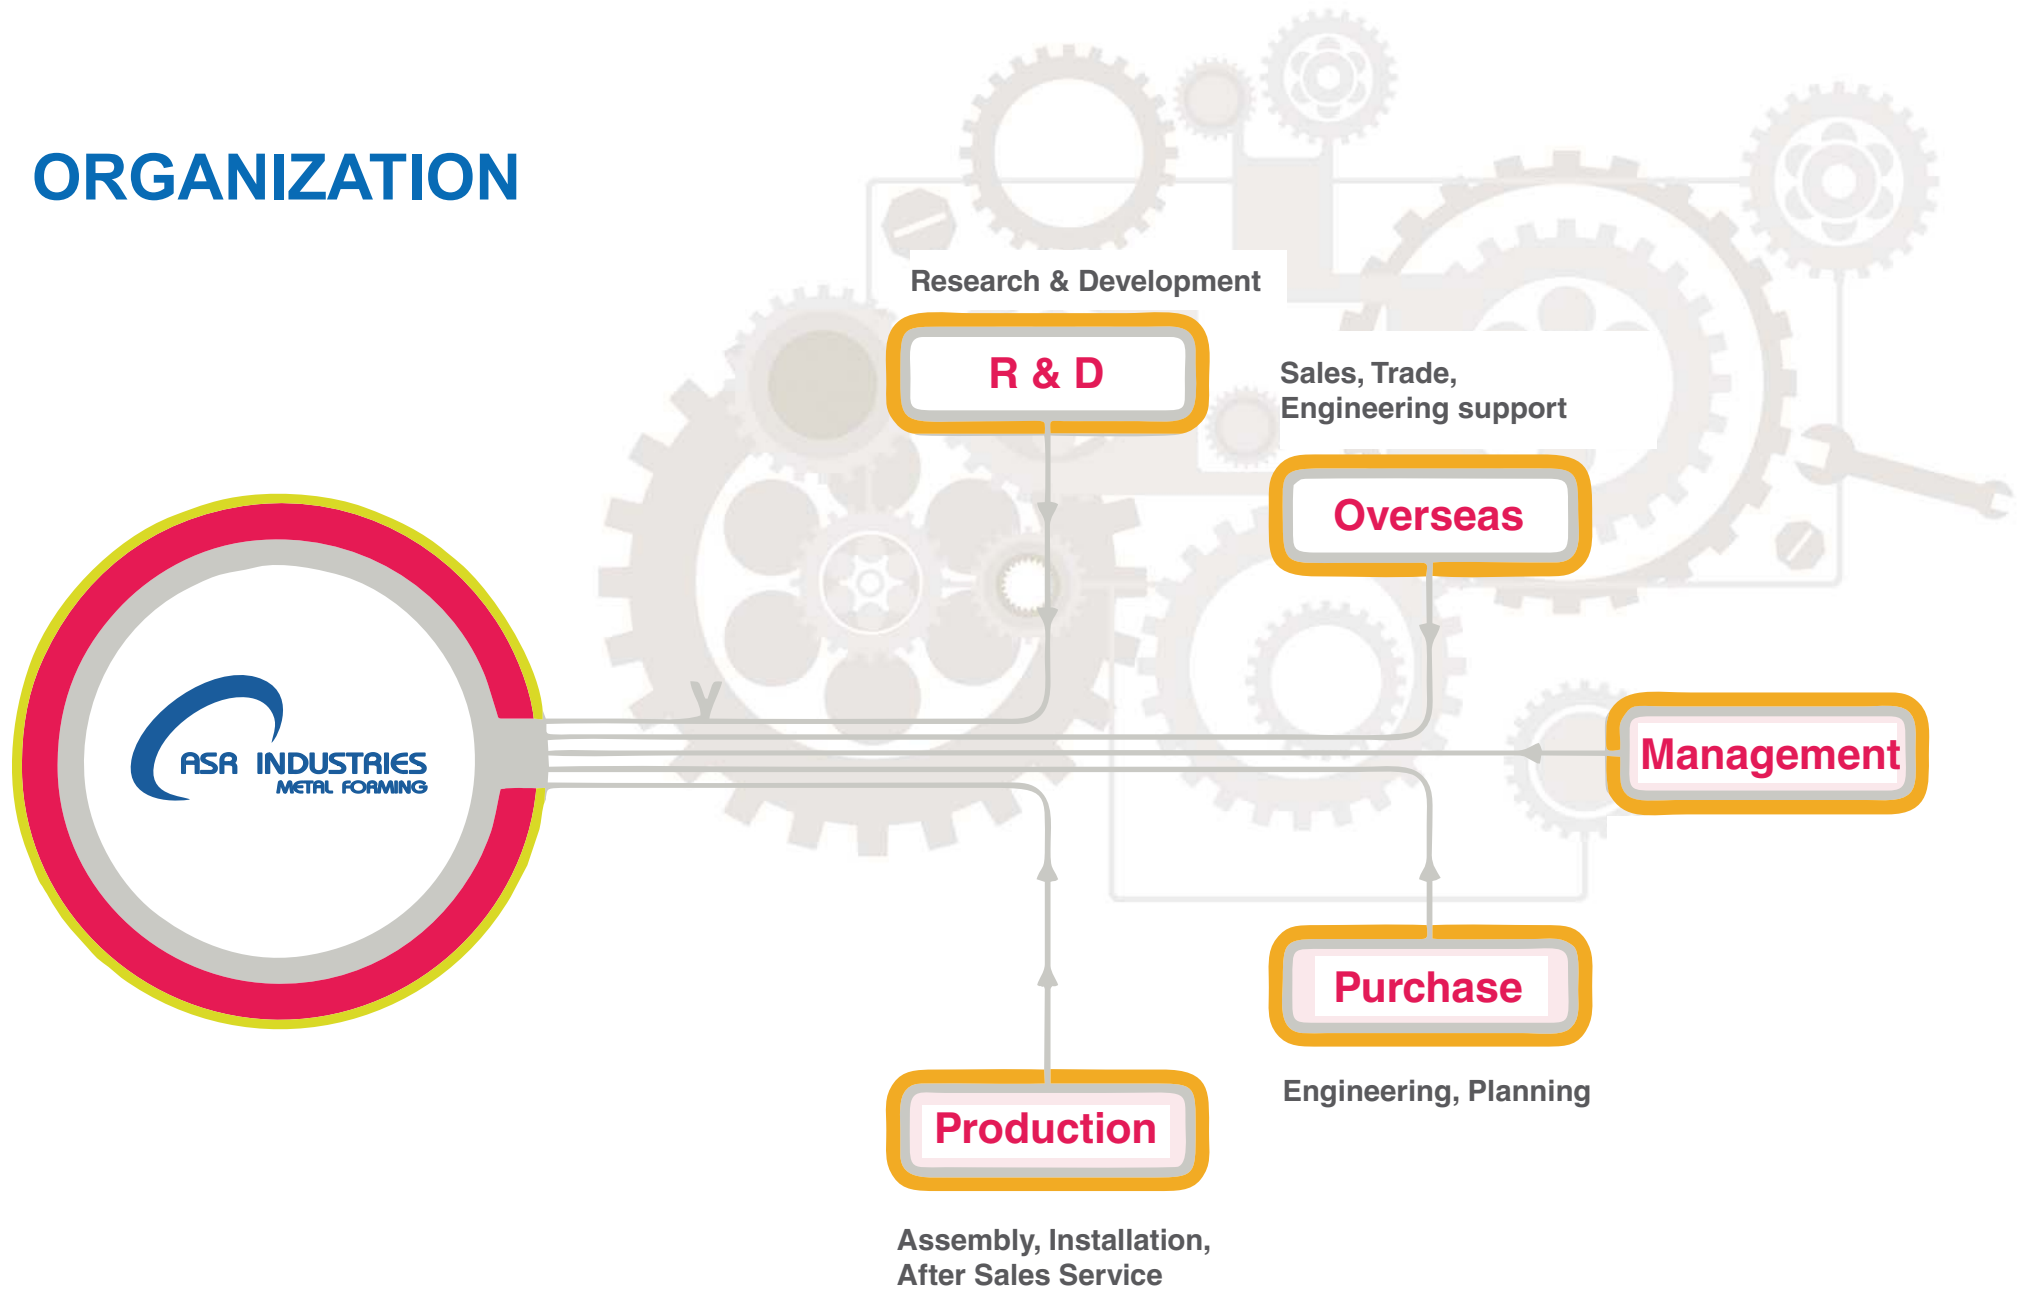 ORGANIZATION
Research & Development
R & D
Sales, Trade,
Engineering support
Overseas
ASR INDUSTRIES
METAL FORMING
Management
Purchase
Engineering, Planning
Production
Assembly, Installation,
After Sales Service